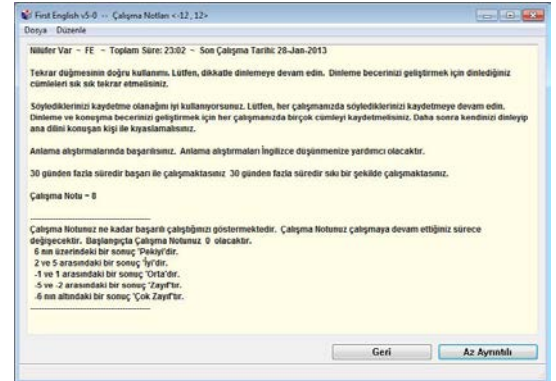 First English v5-0 -- Çalışma Notları <-12 , 12>
Dosya Düzenle
Nilüfer Var ~ FE ~ Toplam Süre: 23:02 ~ Son Çalışma Tarihi: 28-Jan-2013
Tekrar düğmesinin doğru kullanımı. Lütfen, dikkatle dinlemeye devam edin. Dinleme becerinizi geliştirmek için dinlediğiniz
cümleleri sık sık tekrar etmelisiniz.
Söylediklerinizi kaydetme olanağını iyi kullanıyorsunuz. Lütfen, her çalışmanızda söylediklerinizi kaydetmeye devam edin.
Dinleme ve konuşma becerinizi geliştirmek için her çalışmanızda birçok cümleyi kaydetmelisiniz. Daha sonra kendinizi dinleyip
ana dilini konuşan kişi ile kıyaslamalısınız.
Anlama alıştırmalarında başarılısınız. Anlama alıştırmaları İngilizce düşünmenize yardımcı olacaktır.
30 günden fazla süredir başarı ile çalışmaktasınız 30 günden fazla süredir sıkı bir şekilde çalışmaktasınız.
Çalışma Notu = 8
Çalışma Notunuz ne kadar başarılı çalıştığınızı göstermektedir. Çalışma Notunuz çalışmaya devam ettiğiniz sürece
değişecektir. Başlangıçta Çalışma Notunuz 0 olacaktır.
6 nın üzerindeki bir sonuç 'Pekiyi'dir.
2 ve 5 arasındaki bir sonuç 'İyi'dir.
-1 ve 1 arasındaki bir sonuç 'Orta'dır.
-5 ve -2 arasındaki bir sonuç 'Zayıf'tır.
-6 nın altındaki bir sonuç 'Çok Zayıf'tır.
Geri
Az Ayrıntılı